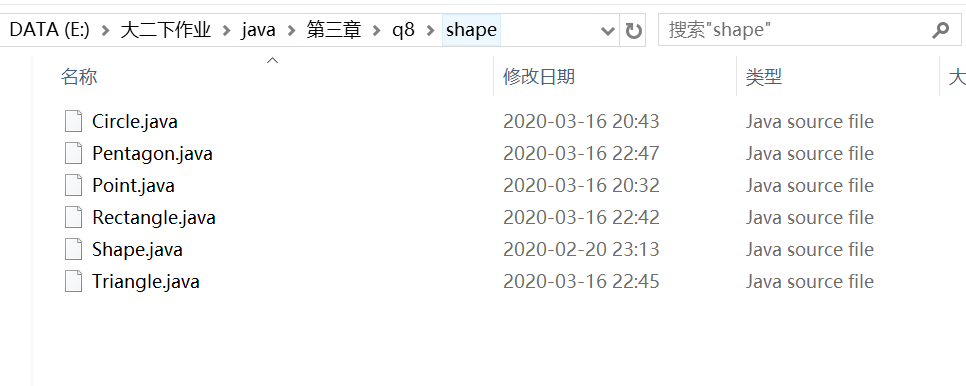 DATA (E:) > 大二下作业 > java > 第三章 > q8 > shape 搜索"shape"
名称 修改日期 类型 大
Circle.java 2020-03-16 20:43 Java source file
Pentagon.java 2020-03-16 22:47 Java source file
Point.java 2020-03-16 20:32 Java source file
Rectangle.java 2020-03-16 22:42 Java source file
Shape.java 2020-02-20 23:13 Java source file
Triangle.java 2020-03-16 22:45 Java source file